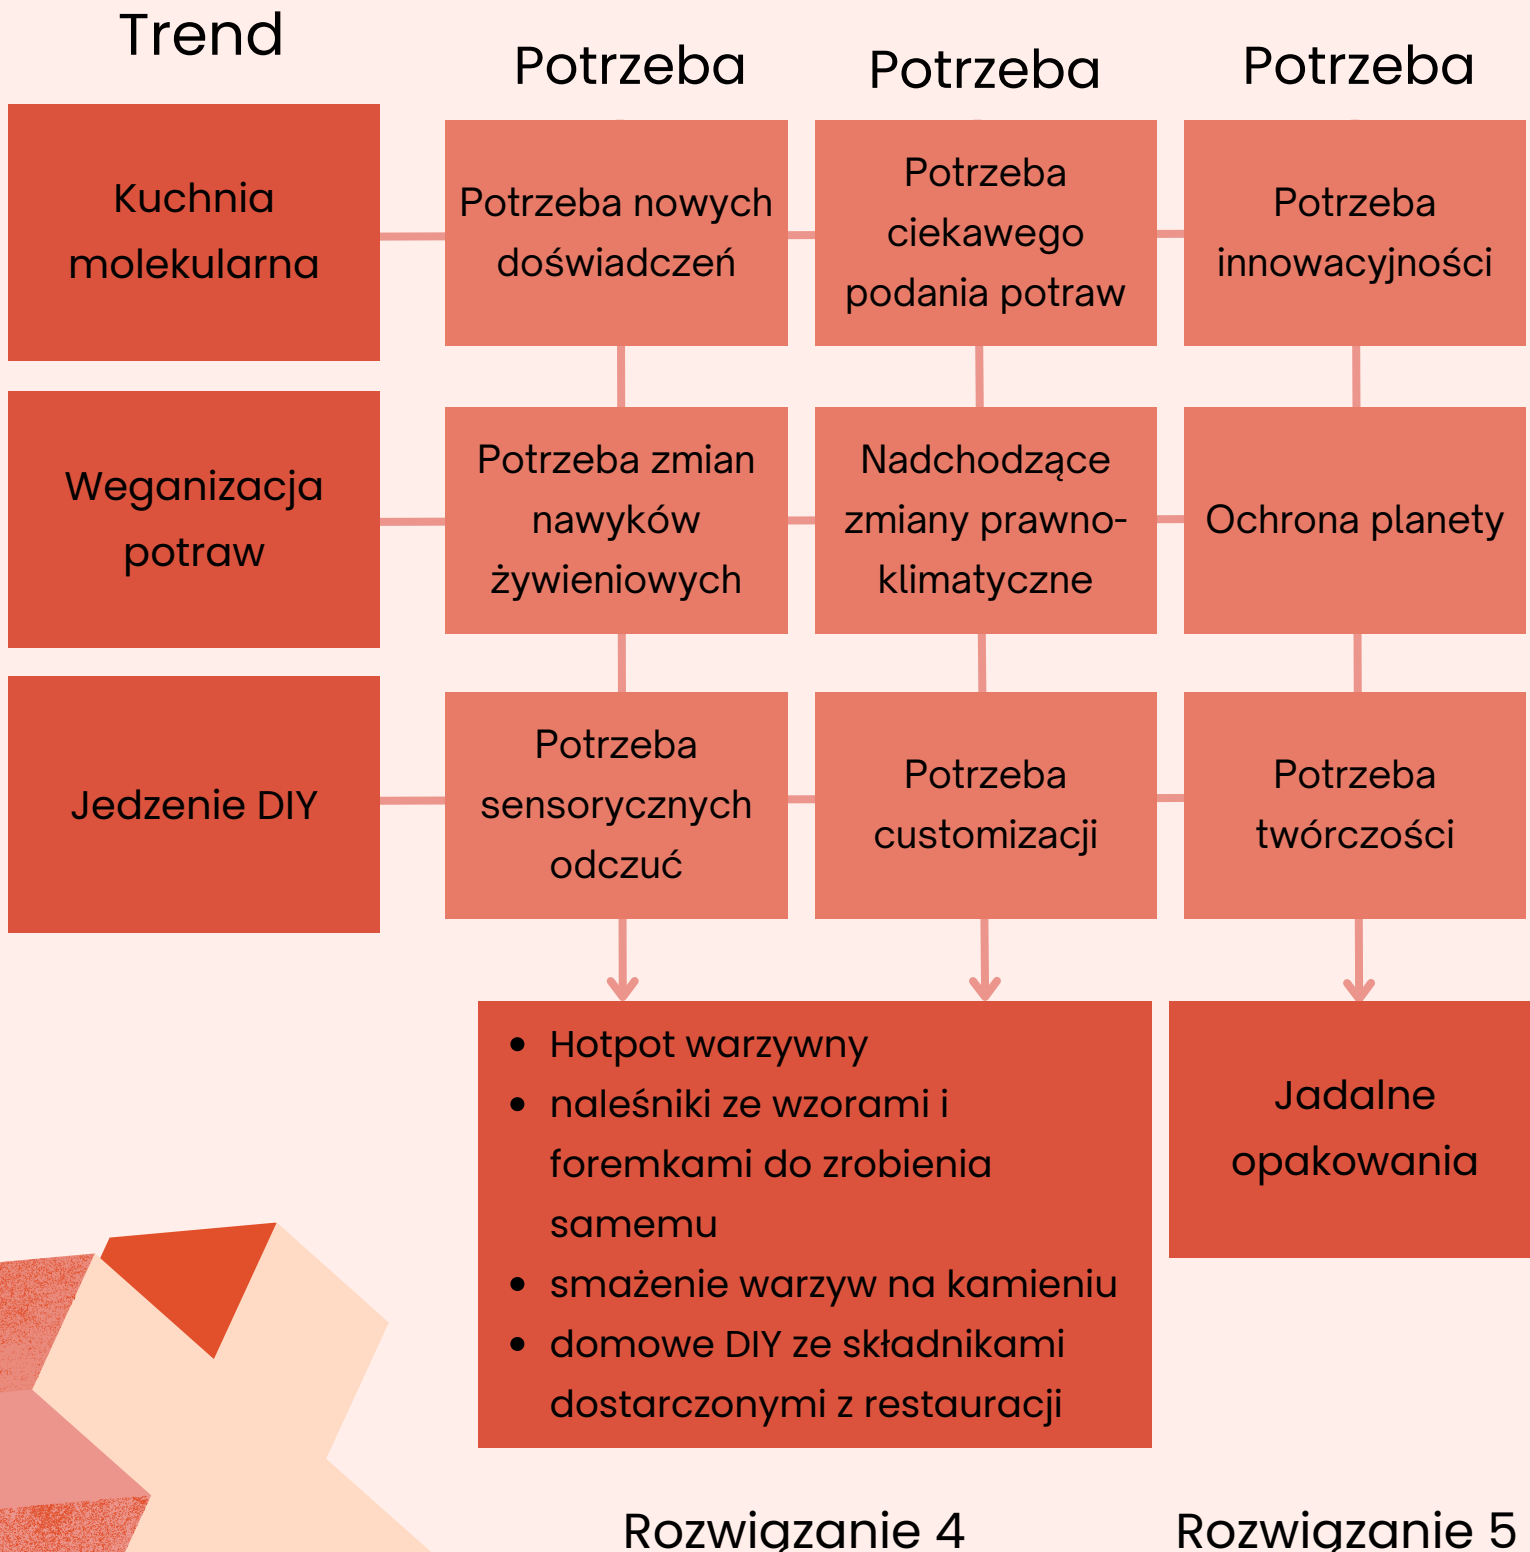 Trend
Potrzeba
Potrzeba
Potrzeba
Kuchnia
molekularna
Potrzeba nowych
doświadczeń
Potrzeba
ciekawego
podania potraw
Potrzeba
innowacyjności
Weganizacja
potraw
Potrzeba zmian
nawyków
żywieniowych
Nadchodzące
zmiany prawno-
klimatyczne
Ochrona planety
Jedzenie DIY
Potrzeba
sensorycznych
odczuć
Potrzeba
customizacji
Potrzeba
twórczości
• Hotpot warzywny
• naleśniki ze wzorami i
foremkami do zrobienia
samemu
• smażenie warzyw na kamieniu
• domowe DIY ze składnikami
dostarczonymi z restauracji
Jadalne
opakowania
Rozwiązanie 4
Rozwiązanie 5